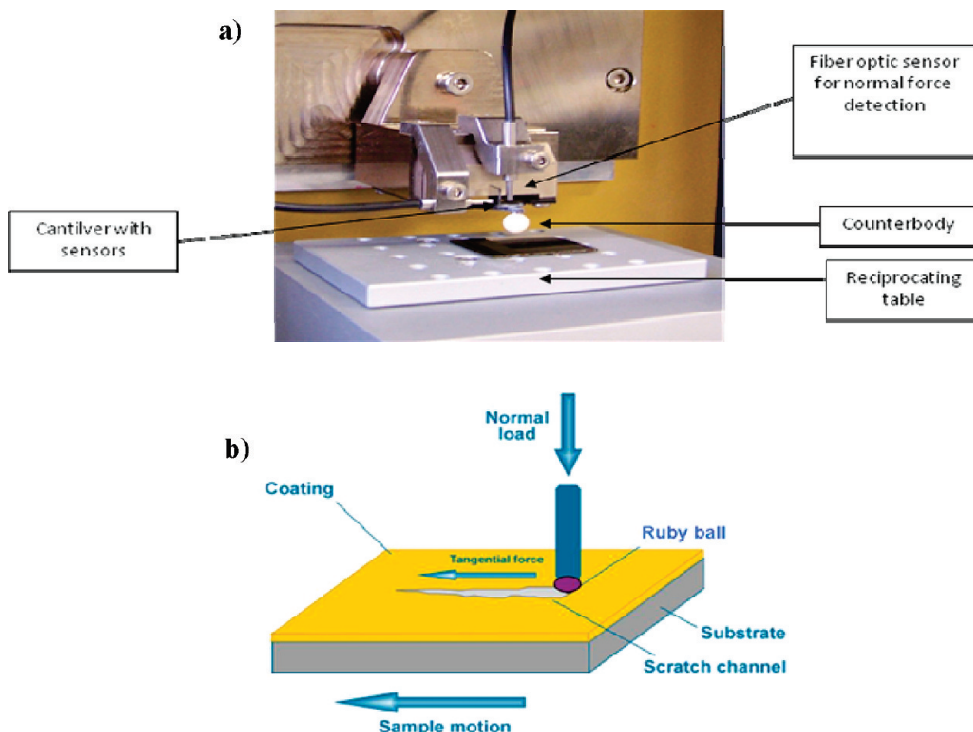 a)
Fiber optic sensor
for normal force
detection
Cantilver with
sensors
Counterbody
Reciprocating
table
b)
Normal
load
Coating
Ruby ball
Tangential force
Substrate
Scratch channel
Sample motion